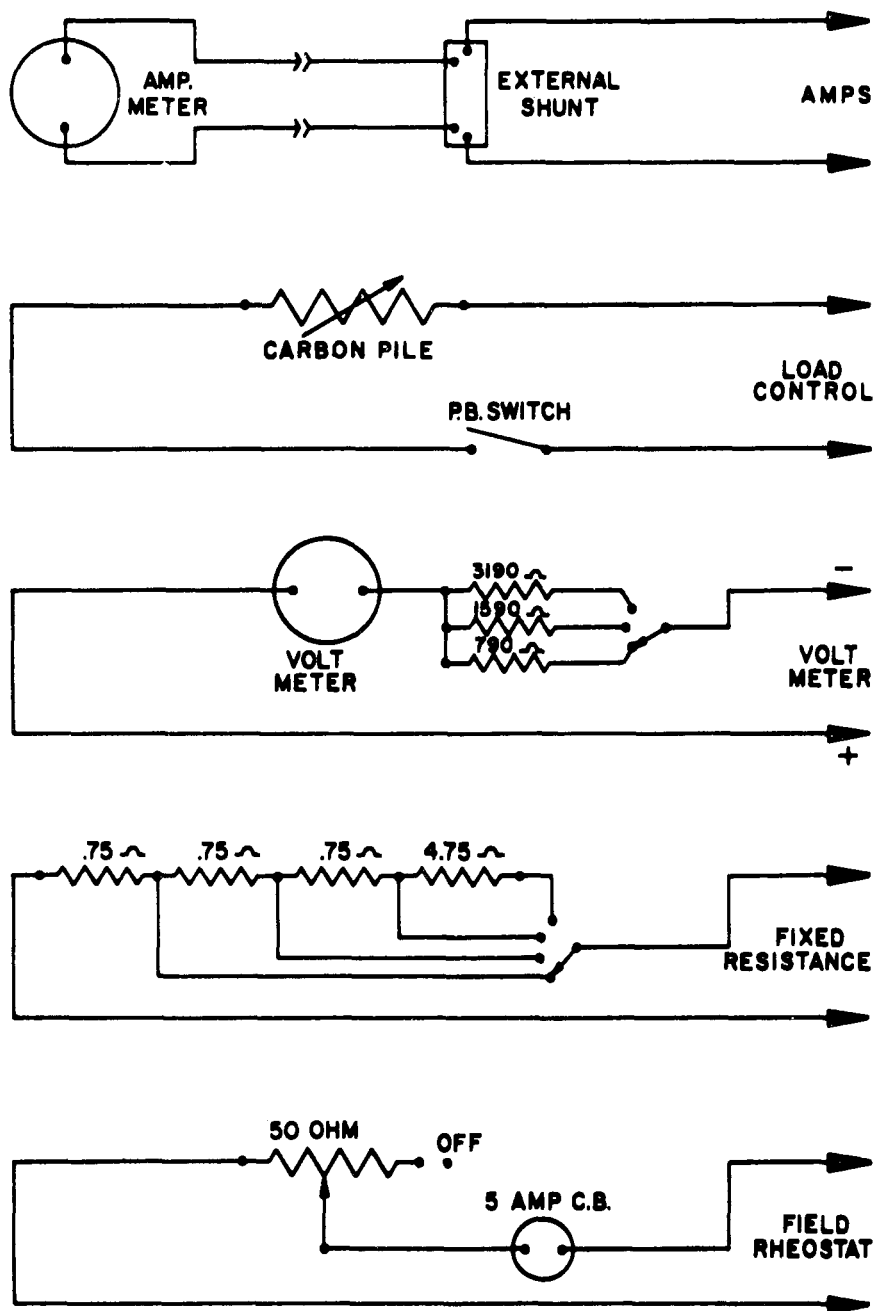 AMP.
METER
EXTERNAL
SHUNT
AMPS
CARBON PILE
LOAD
CONTROL
P.B. SWITCH
3190 Ω
1590 Ω
790 Ω
VOLT
METER
−
VOLT
METER
+
.75 Ω
.75 Ω
.75 Ω
4.75 Ω
FIXED
RESISTANCE
50 OHM
OFF
5 AMP C.B.
FIELD
RHEOSTAT